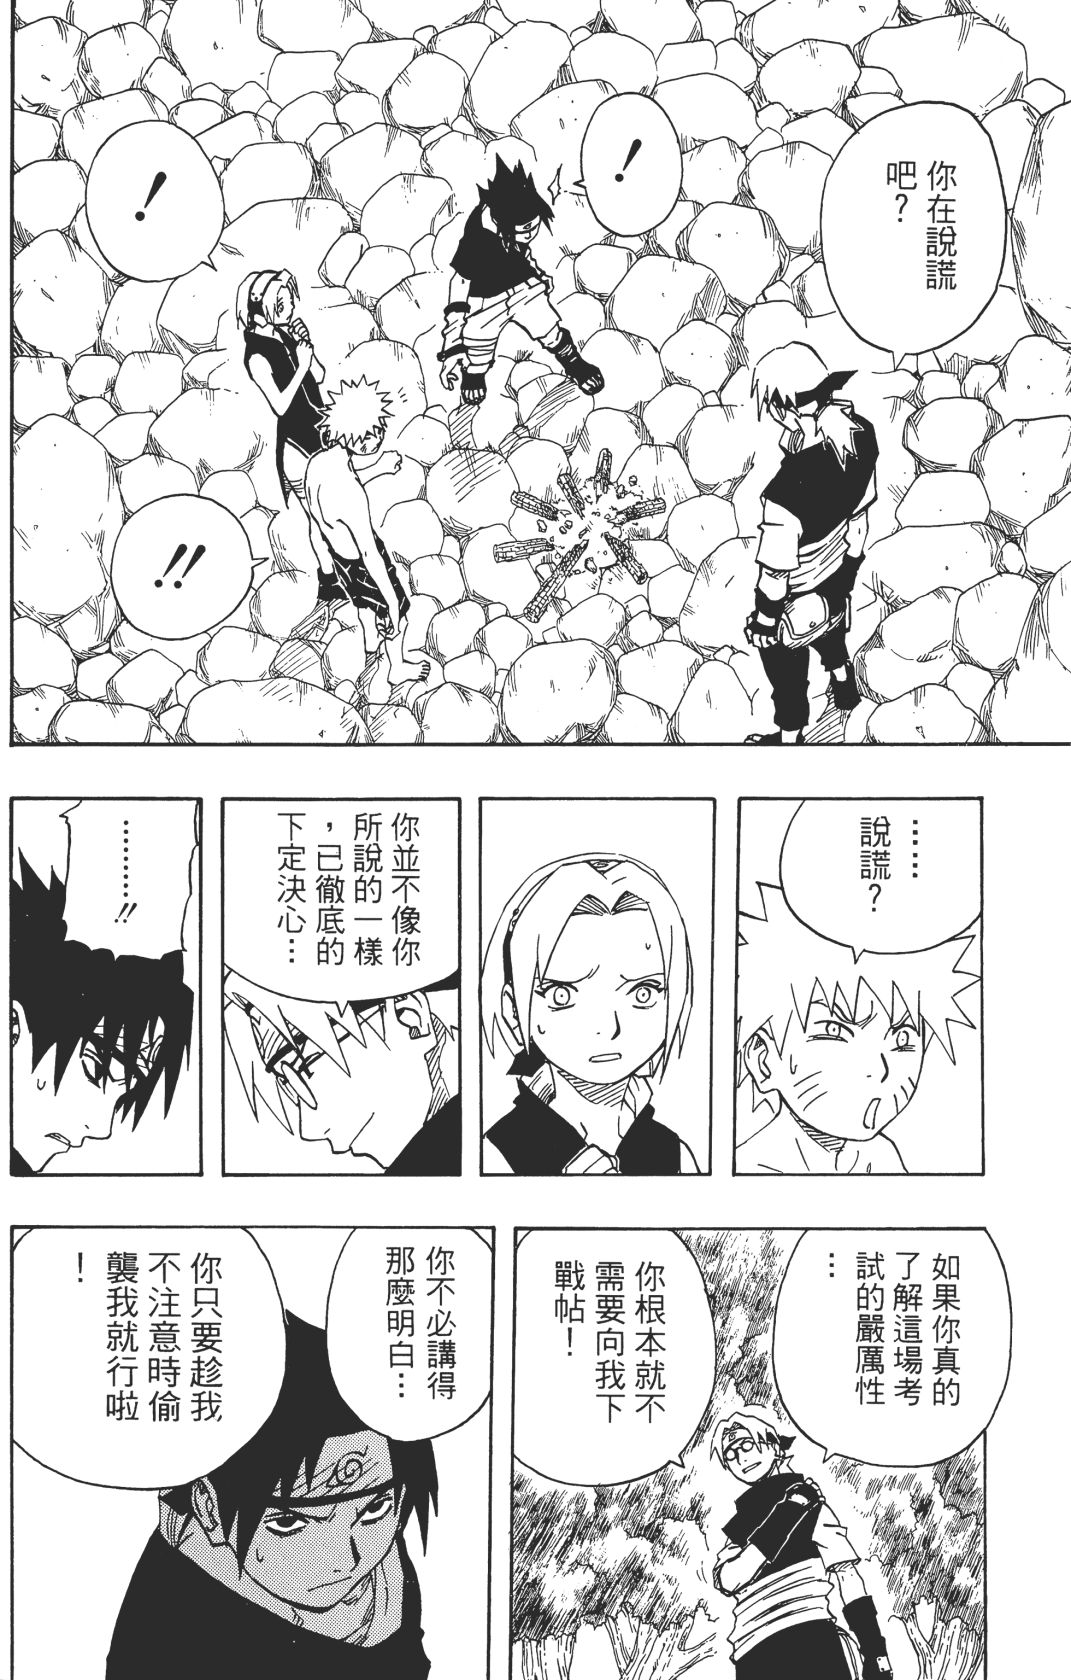 你在說謊
吧？
！
！
！！
……
說謊？
你並不像你
所說的一樣
，已徹底的
下定決心…
………!!
如果你真的
了解這場考
試的嚴厲性
…
你根本就不
需要向我下
戰帖！
你不必講得
那麼明白…
你只要趁我
不注意時偷
襲我就行啦
！